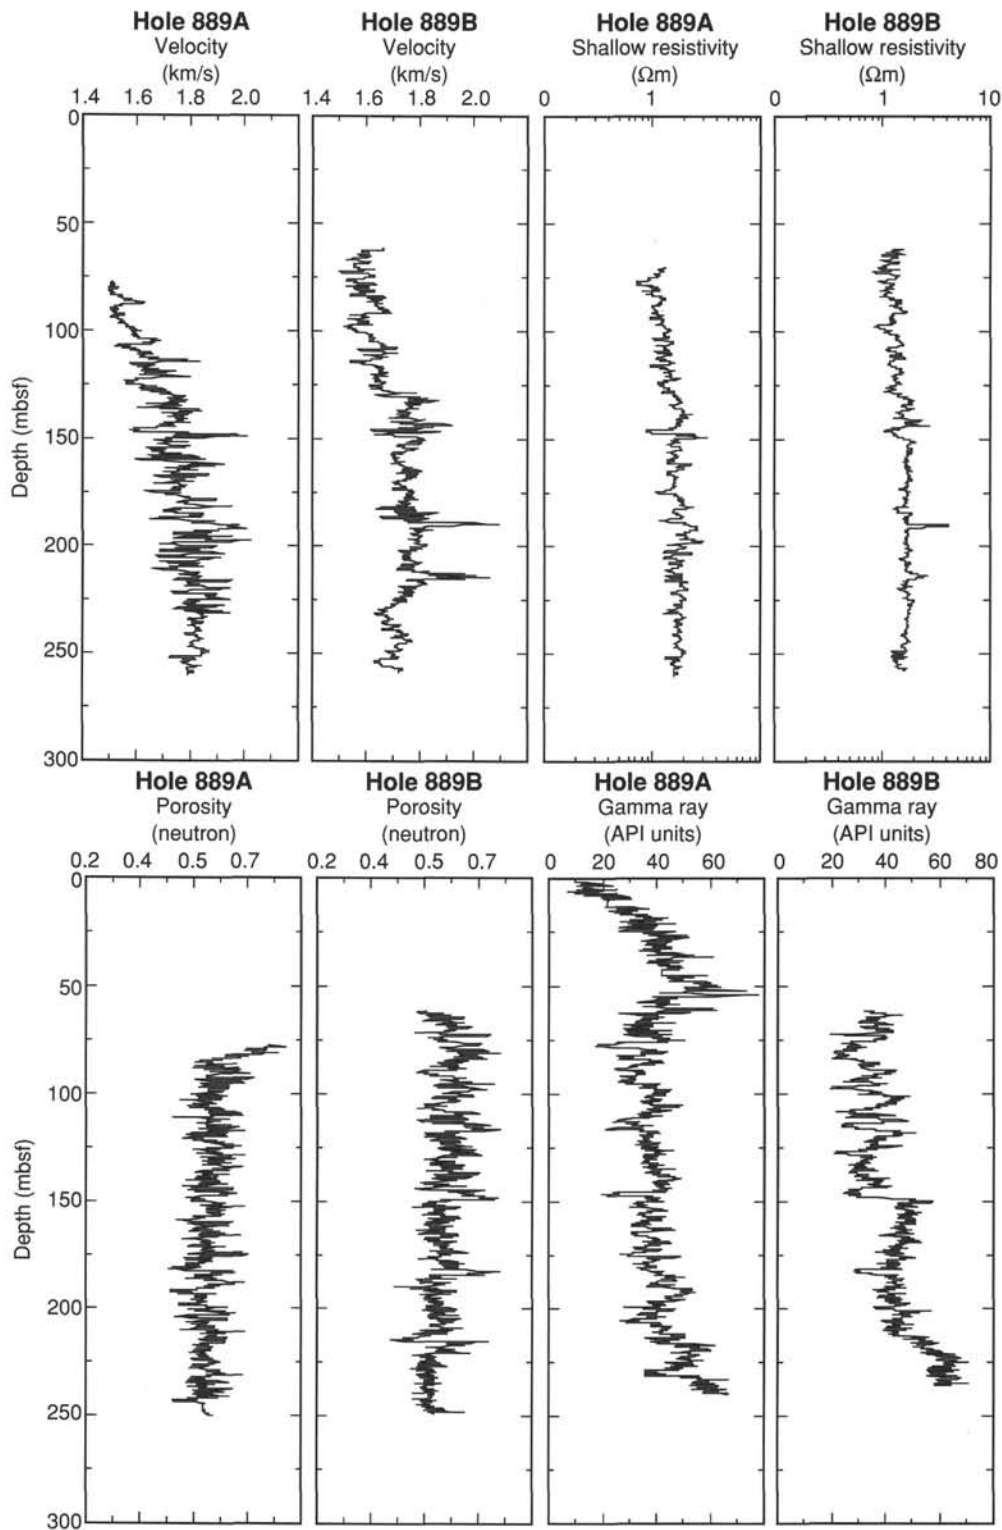 Hole 889A
Velocity
(km/s)
1.4 1.6 1.8 2.0
Hole 889B
Velocity
(km/s)
1.4 1.6 1.8 2.0
Hole 889A
Shallow resistivity
(Ωm)
0 1
Hole 889B
Shallow resistivity
(Ωm)
0 1 10
0
50
100
150
200
250
300
Depth (mbsf)
Hole 889A
Porosity
(neutron)
0.2 0.4 0.5 0.7
Hole 889B
Porosity
(neutron)
0.2 0.4 0.5 0.7
Hole 889A
Gamma ray
(API units)
0 20 40 60
Hole 889B
Gamma ray
(API units)
0 20 40 60 80
0
50
100
150
200
250
300
Depth (mbsf)